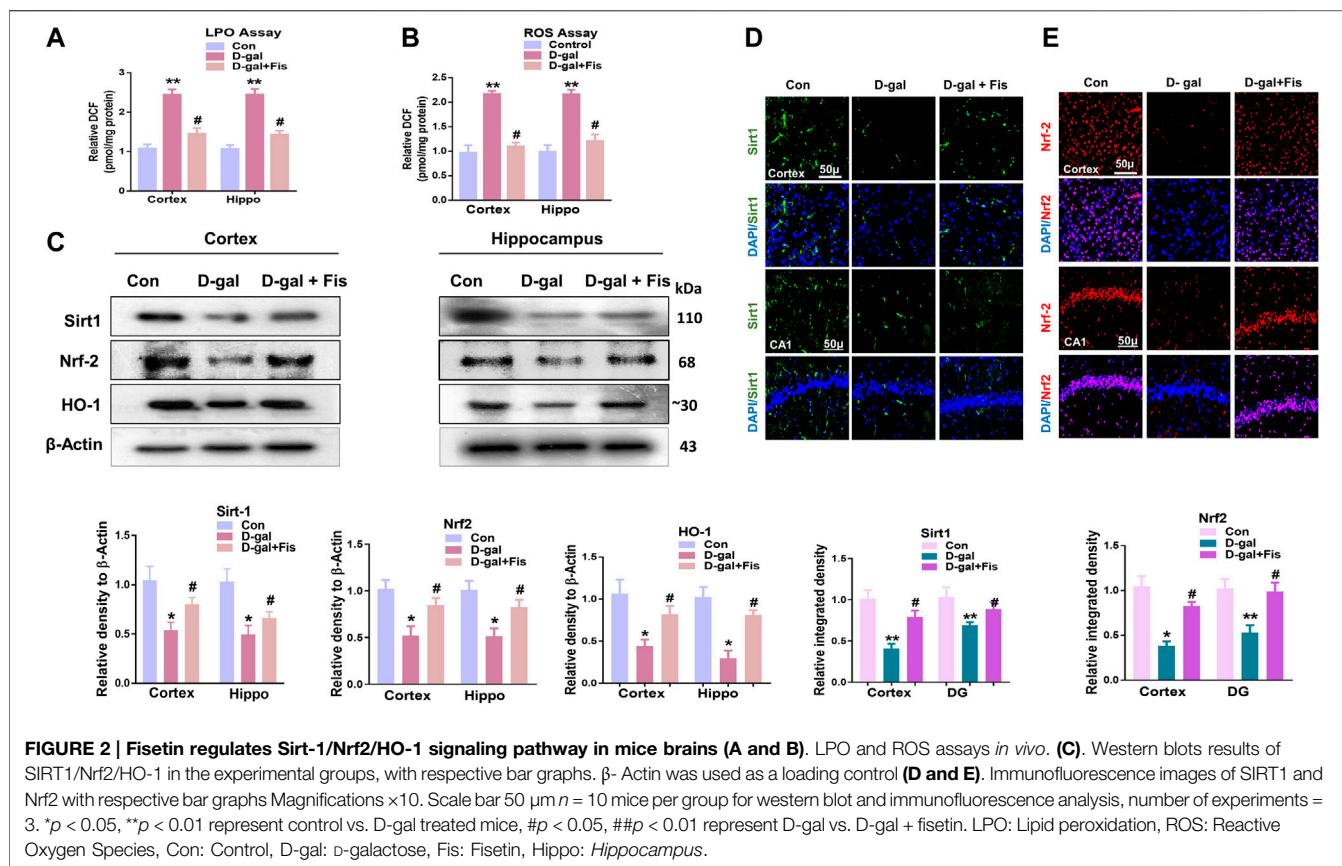 A
LPO Assay
Con
D-gal
D-gal+Fis
Relative DCF
(pmol/mg protein)
3
2
1
0
** **
# #
Cortex Hippo
B
ROS Assay
Control
D-gal
D-gal+Fis
Relative DCF
(pmol/mg protein)
2.5
2.0
1.5
1.0
0.5
0.0
** **
# #
Cortex Hippo
C
Cortex
Con D-gal D-gal + Fis
Hippocampus
Con D-gal D-gal + Fis
kDa
Sirt1 110
Nrf-2 68
HO-1 ~30
β-Actin 43
D
Con D-gal D-gal + Fis
Sirt1
Cortex 50μ
DAPI/Sirt1
Sirt1
CA1 50μ
DAPI/Sirt1
E
Con D- gal D-gal+Fis
Nrf-2
Cortex 50μ
DAPI/Nrf2
Nrf-2
CA1 50μ
DAPI/Nrf2
Sirt-1
Con
D-gal
D-gal+Fis
Relative density to β-Actin
1.5
1.0
0.5
0.0
* # * #
Cortex Hippo
Nrf2
Con
D-gal
D-gal+Fis
Relative density to β-Actin
1.5
1.0
0.5
0.0
* # * #
Cortex Hippo
HO-1
Con
D-gal
D-gal+Fis
Relative density to β-Actin
1.5
1.0
0.5
0.0
* # * #
Cortex Hippo
Sirt1
Con
D-gal
D-gal+Fis
Relative integrated density
1.5
1.0
0.5
0.0
** # ** #
Cortex DG
Nrf2
Con
D-gal
D-gal+Fis
Relative integrated density
1.5
1.0
0.5
0.0
* # ** #
Cortex DG
FIGURE 2 | Fisetin regulates Sirt-1/Nrf2/HO-1 signaling pathway in mice brains (A and B). LPO and ROS assays in vivo. (C). Western blots results of
SIRT1/Nrf2/HO-1 in the experimental groups, with respective bar graphs. β- Actin was used as a loading control (D and E). Immunofluorescence images of SIRT1 and
Nrf2 with respective bar graphs Magnifications ×10. Scale bar 50 μm n = 10 mice per group for western blot and immunofluorescence analysis, number of experiments =
3. *p < 0.05, **p < 0.01 represent control vs. D-gal treated mice, #p < 0.05, ##p < 0.01 represent D-gal vs. D-gal + fisetin. LPO: Lipid peroxidation, ROS: Reactive
Oxygen Species, Con: Control, D-gal: D-galactose, Fis: Fisetin, Hippo: Hippocampus.